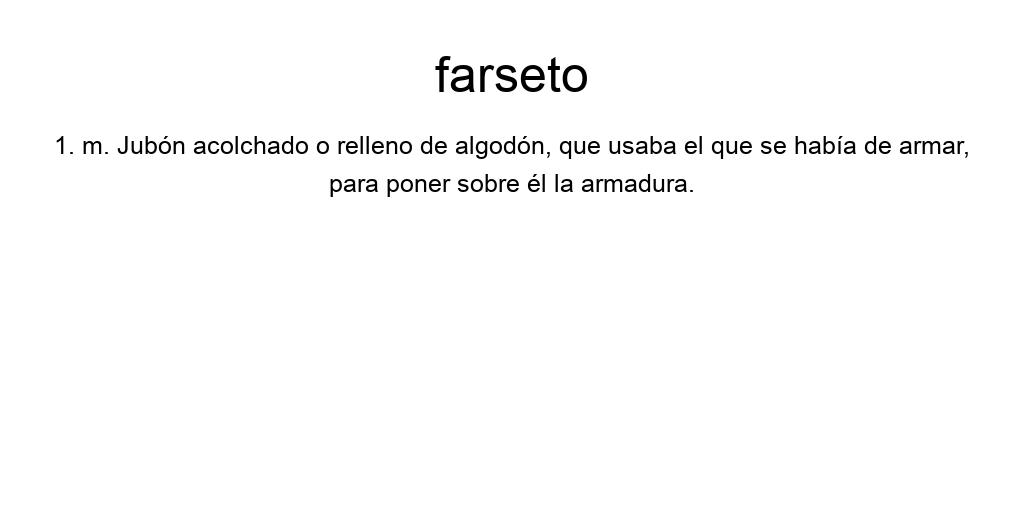 farseto
1. m. Jubón acolchado o relleno de algodón, que usaba el que se había de armar,
para poner sobre él la armadura.